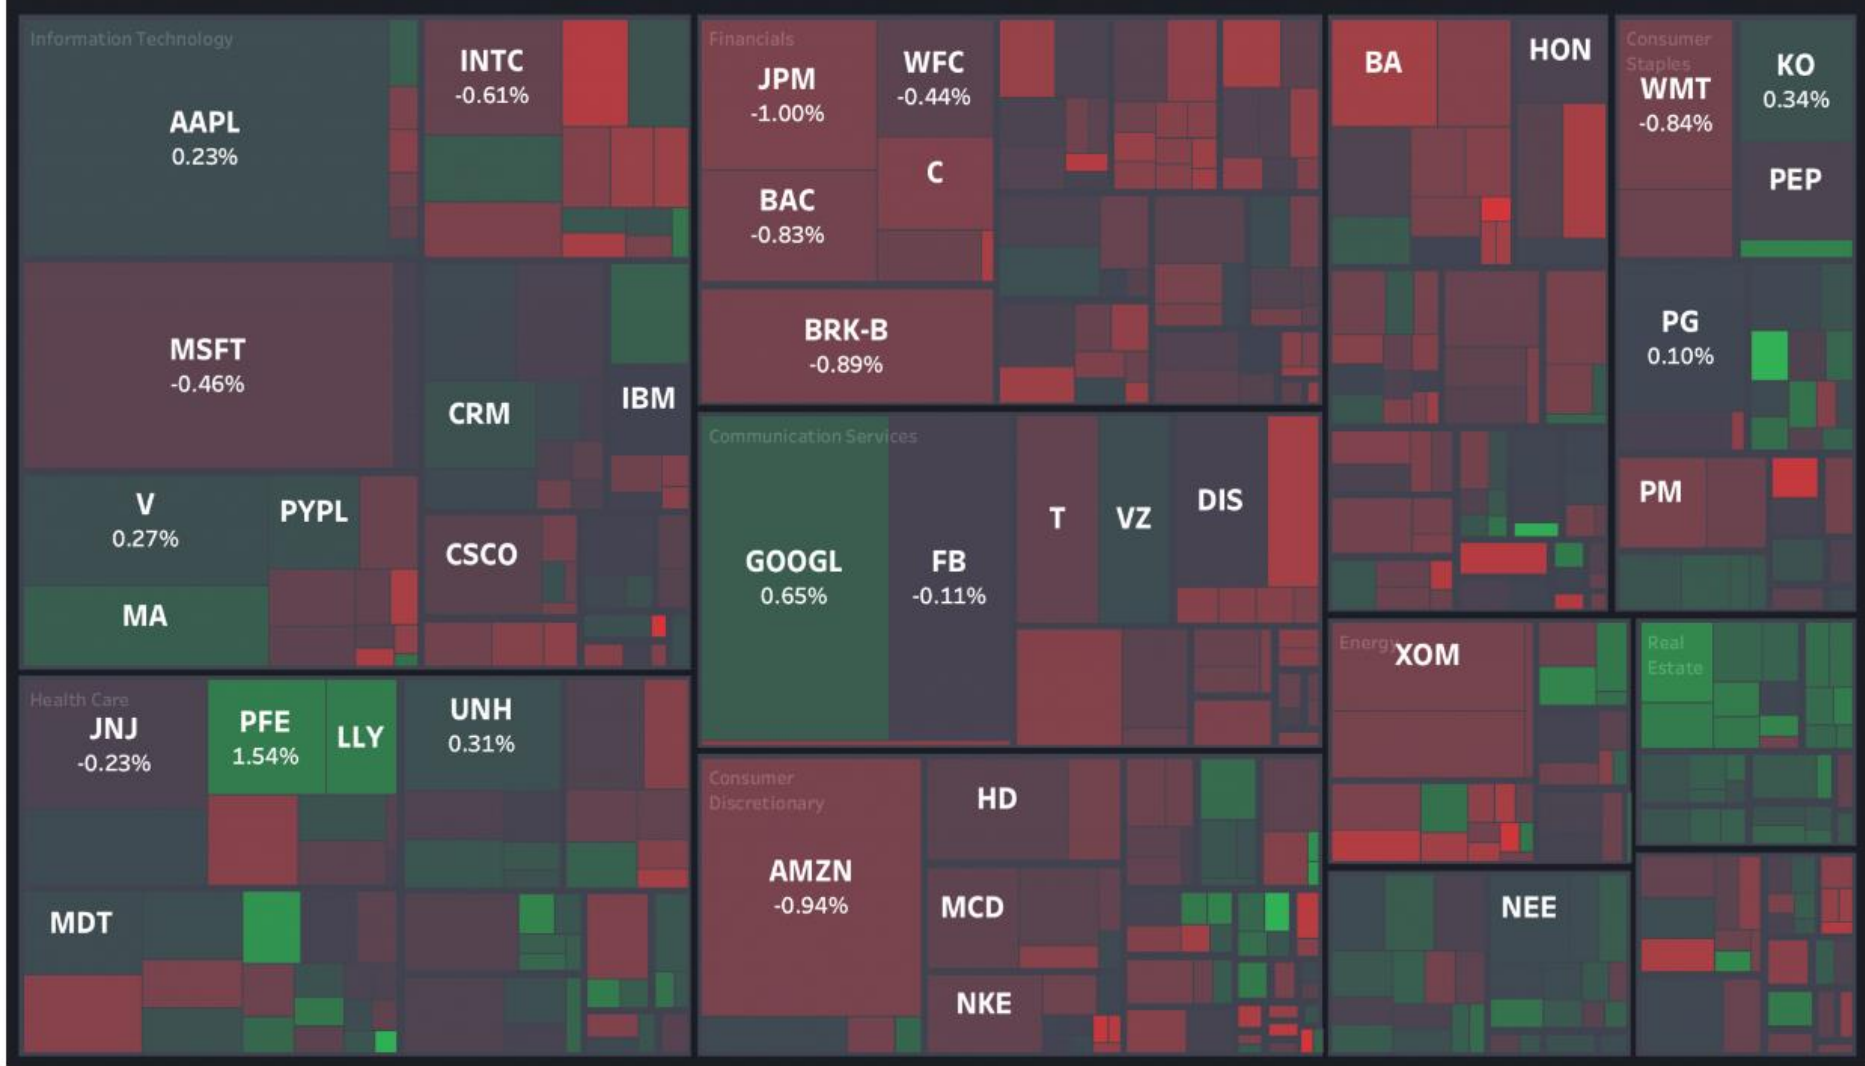 Information Technology
AAPL
0.23%
INTC
-0.61%
MSFT
-0.46%
CRM
IBM
V
0.27%
PYPL
CSCO
MA
Health Care
JNJ
-0.23%
PFE
1.54%
LLY
UNH
0.31%
MDT
Financials
JPM
-1.00%
WFC
-0.44%
BAC
-0.83%
C
BRK-B
-0.89%
Communication Services
GOOGL
0.65%
FB
-0.11%
T
VZ
DIS
Consumer
Discretionary
AMZN
-0.94%
HD
MCD
NKE
BA
HON
Consumer
Staples
WMT
-0.84%
KO
0.34%
PEP
PG
0.10%
PM
Energy
XOM
Real
Estate
NEE